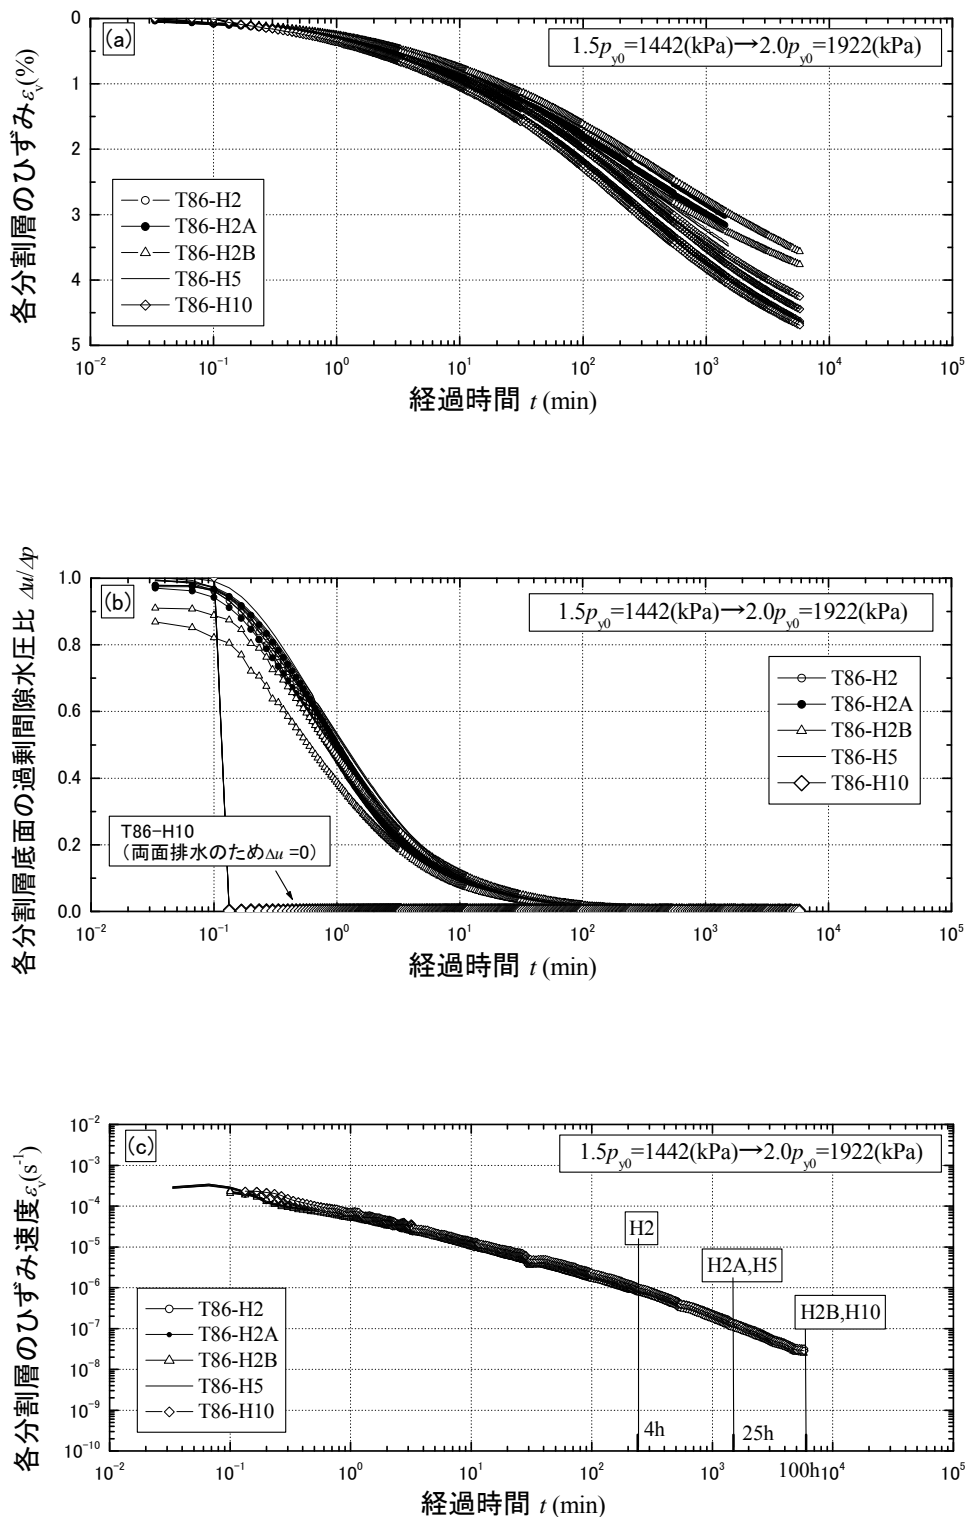 (a)
1.5p_y0=1442(kPa)→2.0p_y0=1922(kPa)
各分割層のひずみε_v(%)
0
1
2
3
4
5
T86-H2
T86-H2A
T86-H2B
T86-H5
T86-H10
10^-2 10^-1 10^0 10^1 10^2 10^3 10^4 10^5
経過時間 t (min)
(b)
1.5p_y0=1442(kPa)→2.0p_y0=1922(kPa)
各分割層底面の過剰間隙水圧比 Δu/Δp
1.0
0.8
0.6
0.4
0.2
0.0
T86-H2
T86-H2A
T86-H2B
T86-H5
T86-H10
T86-H10
(両面排水のためΔu =0)
10^-2 10^-1 10^0 10^1 10^2 10^3 10^4 10^5
経過時間 t (min)
(c)
1.5p_y0=1442(kPa)→2.0p_y0=1922(kPa)
各分割層のひずみ速度ε̇_v(s^-1)
10^-2
10^-3
10^-4
10^-5
10^-6
10^-7
10^-8
10^-9
10^-10
H2
H2A,H5
H2B,H10
T86-H2
T86-H2A
T86-H2B
T86-H5
T86-H10
4h
25h
100h
10^-2 10^-1 10^0 10^1 10^2 10^3 10^4 10^5
経過時間 t (min)